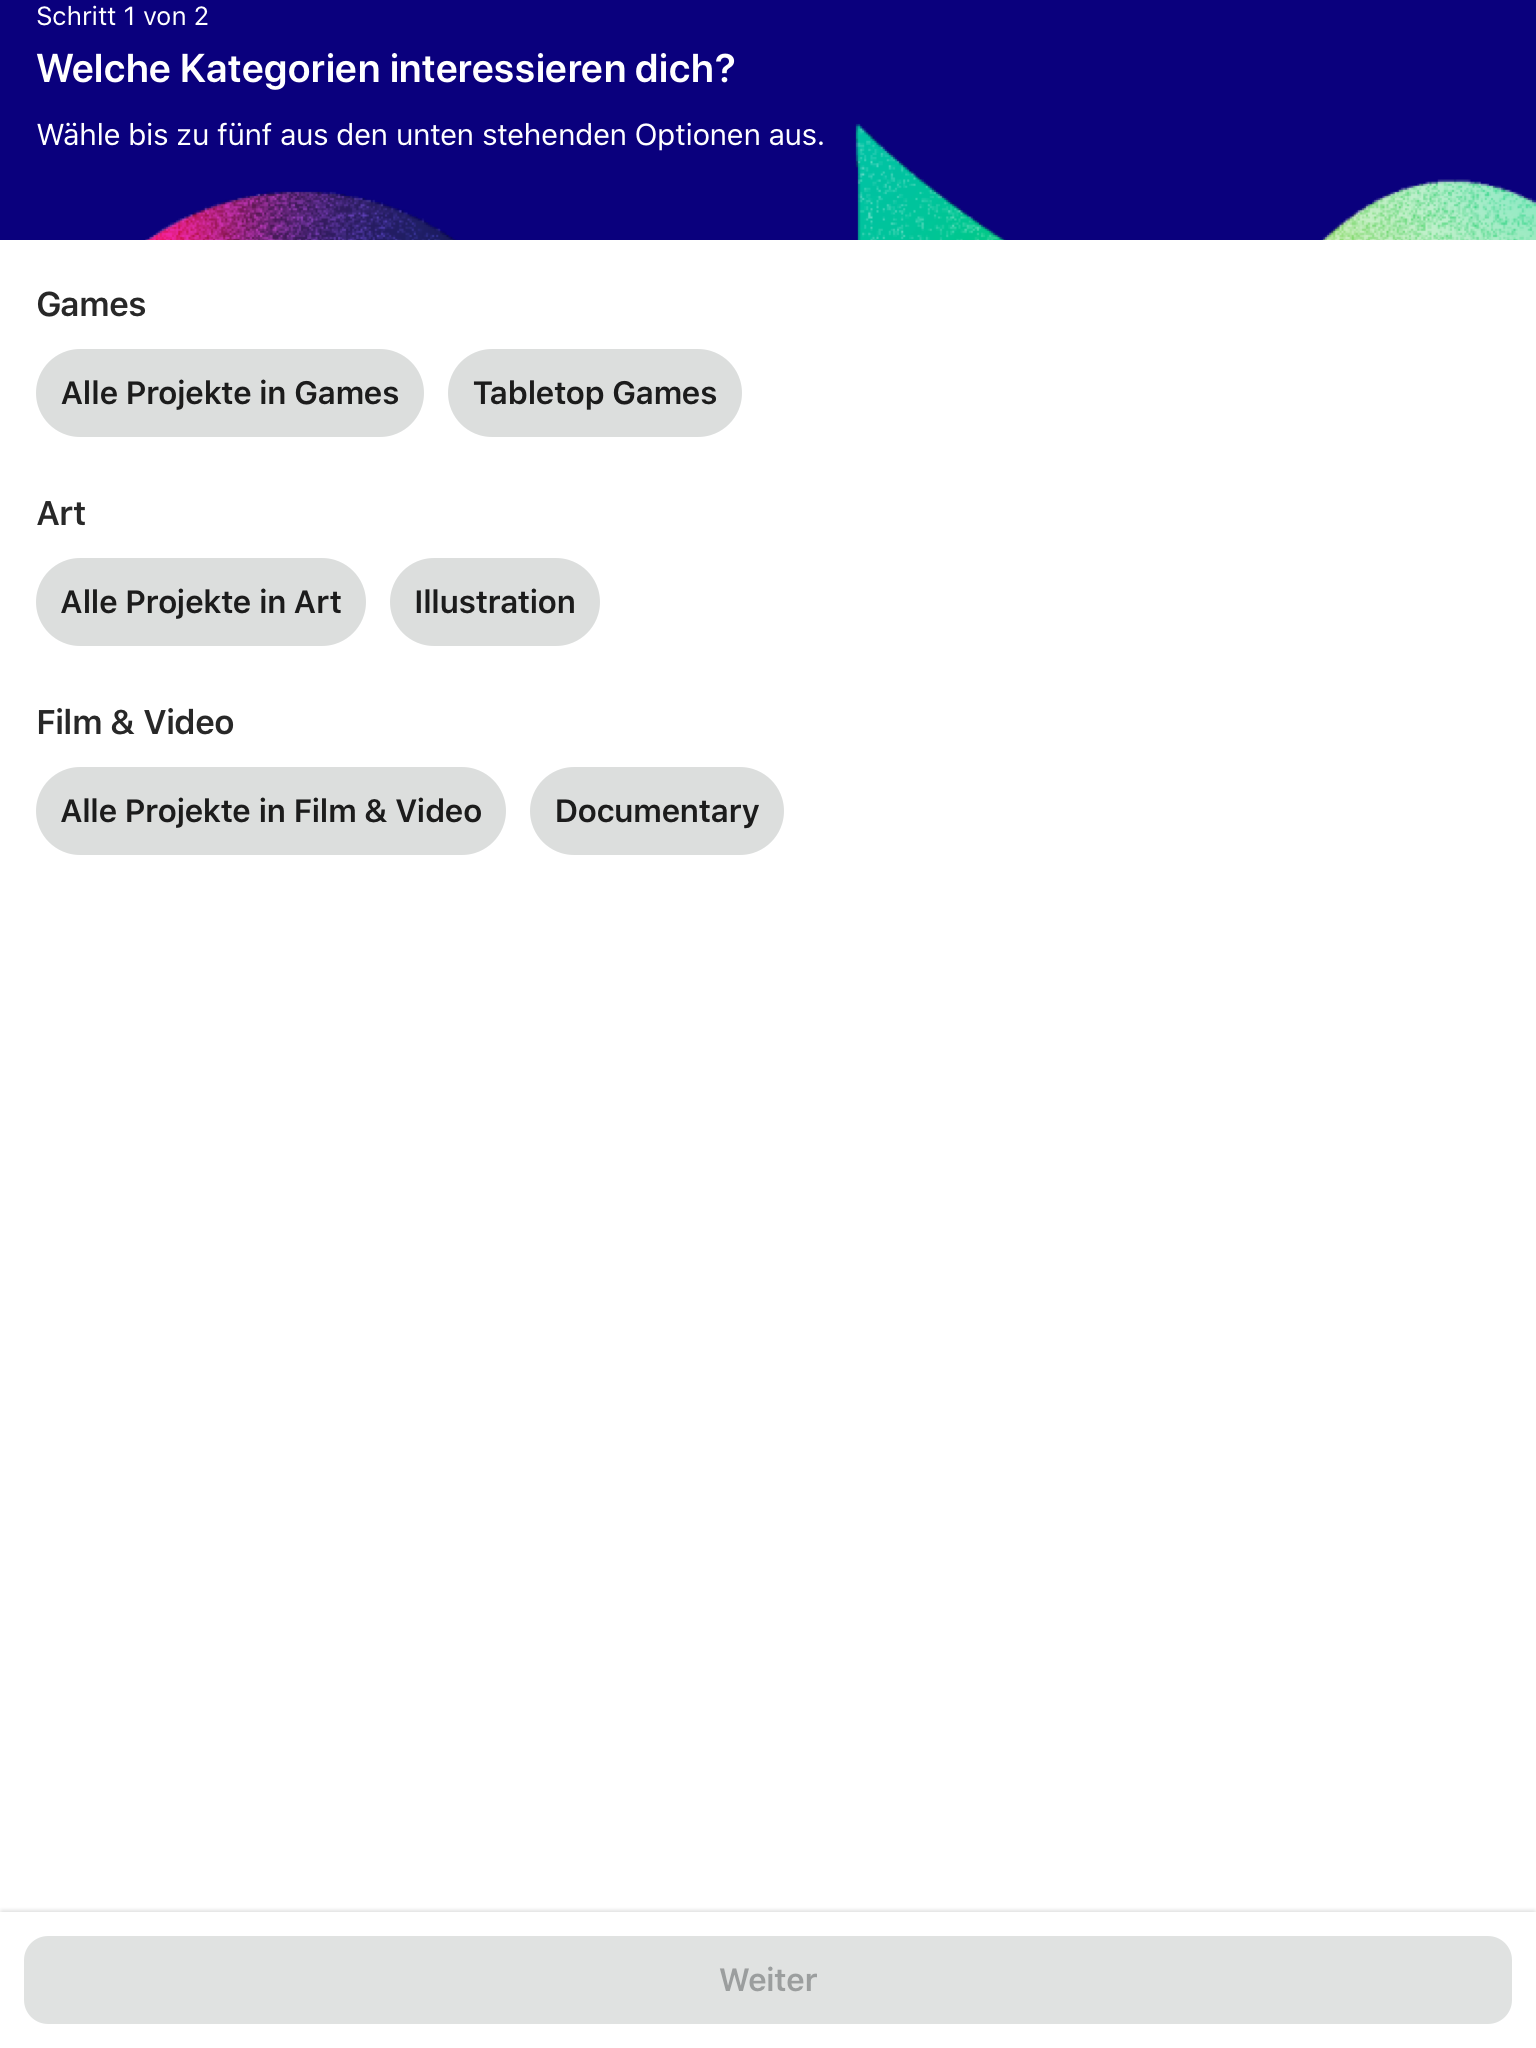 Schritt 1 von 2
Welche Kategorien interessieren dich?
Wähle bis zu fünf aus den unten stehenden Optionen aus.
Games
Alle Projekte in Games
Tabletop Games
Art
Alle Projekte in Art
Illustration
Film & Video
Alle Projekte in Film & Video
Documentary
Weiter